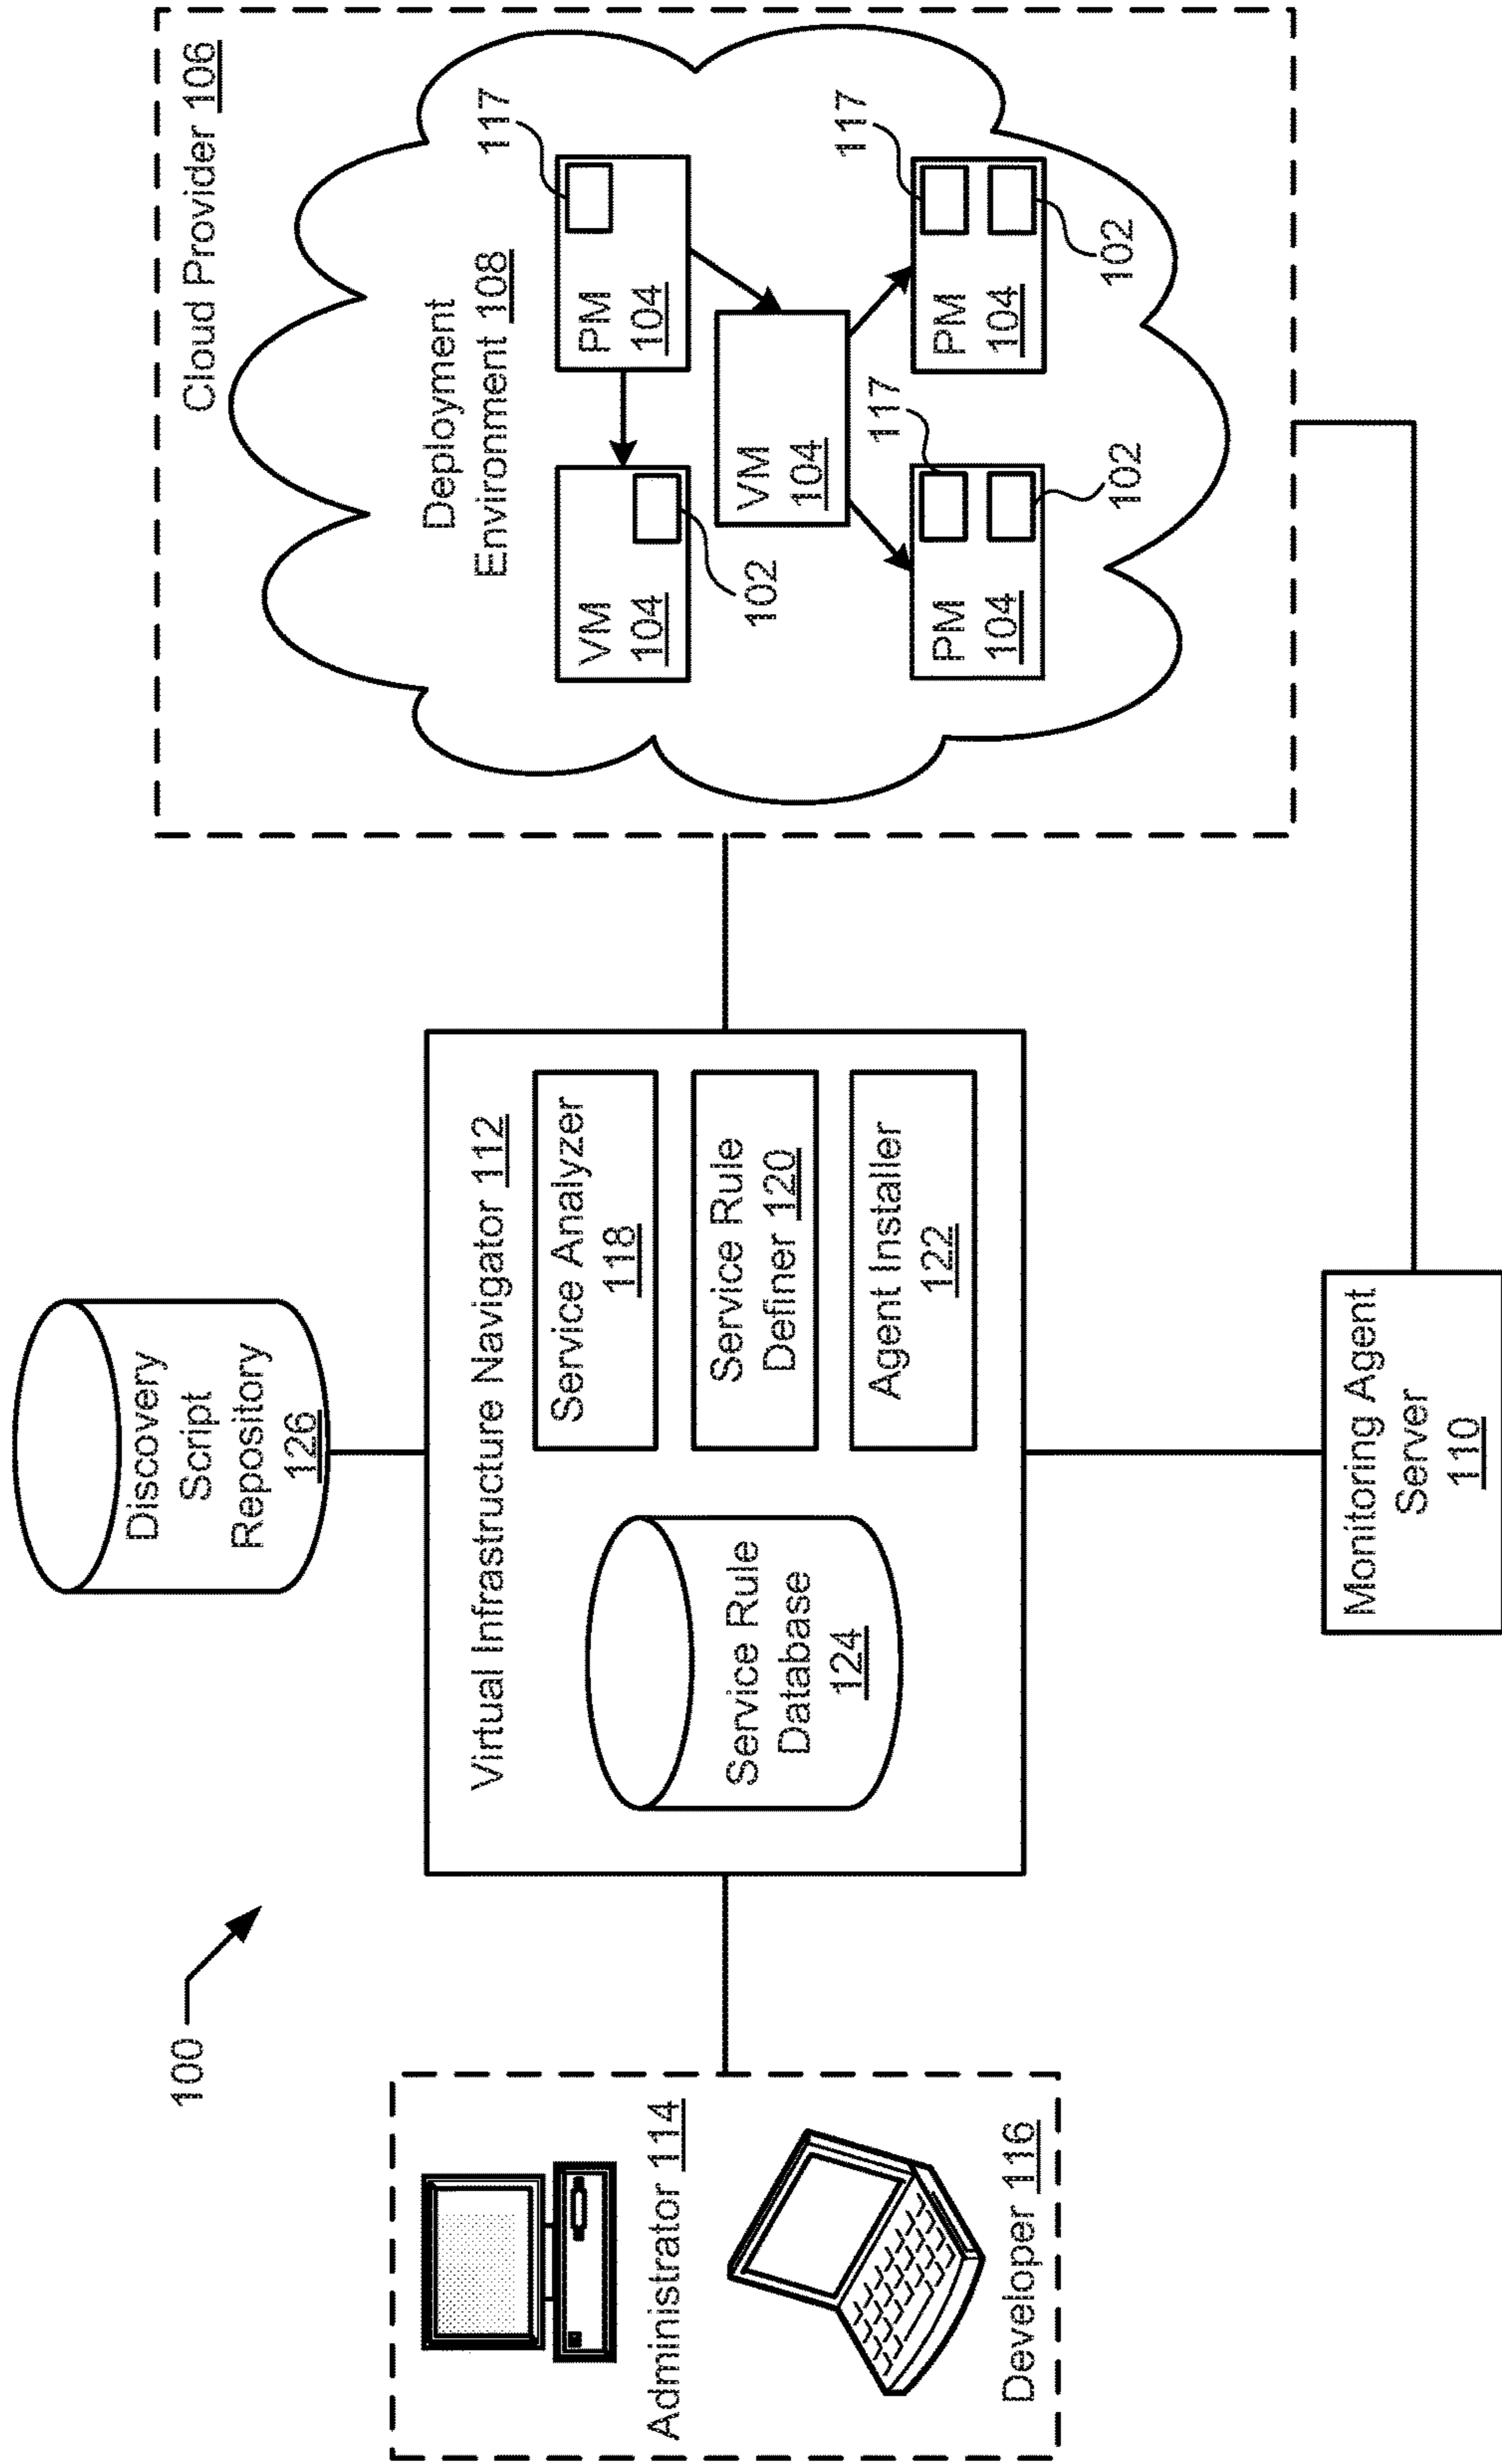 100
Administrator 114
Developer 116
Discovery
Script
Repository
126
Virtual Infrastructure Navigator 112
Service Rule
Database
124
Service Analyzer
118
Service Rule
Definer 120
Agent Installer
122
Monitoring Agent
Server
110
Cloud Provider 106
Deployment
Environment 108
VM
104
102
PM
104
117
VM
104
PM
104
117
102
PM
104
117
102